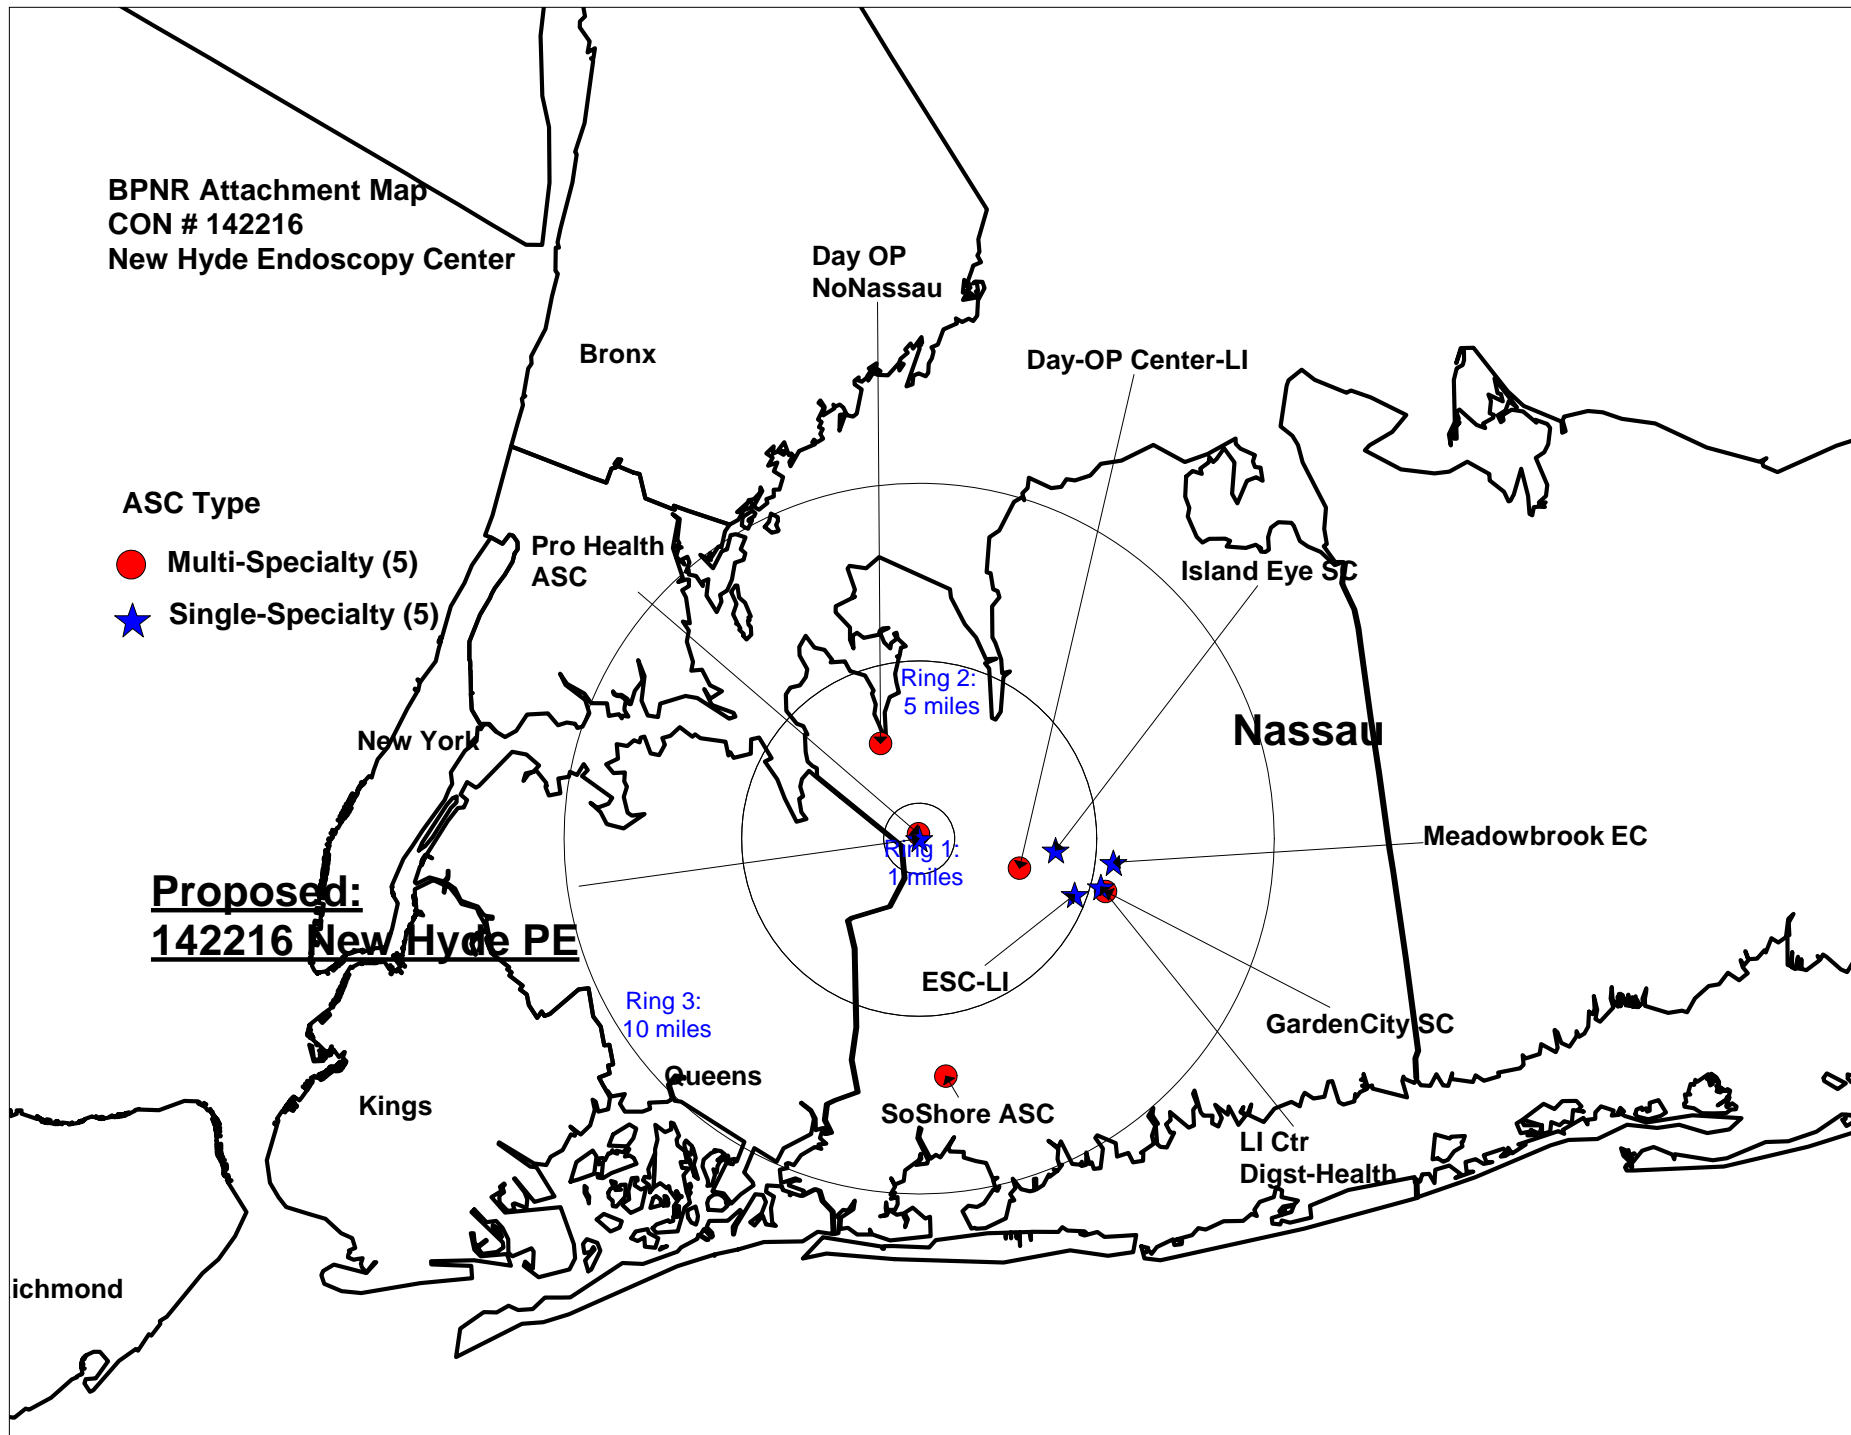 BPNR Attachment Map
CON # 142216
New Hyde Endoscopy Center
Day OP
NoNassau
Bronx
Day-OP Center-LI
ASC Type
Multi-Specialty (5)
Single-Specialty (5)
Pro Health
ASC
Island Eye SC
Ring 2:
5 miles
New York
Nassau
Ring 1:
1 miles
Meadowbrook EC
Proposed:
142216 New Hyde PE
ESC-LI
Ring 3:
10 miles
GardenCity SC
Queens
Kings
SoShore ASC
LI Ctr
Digst-Health
ichmond